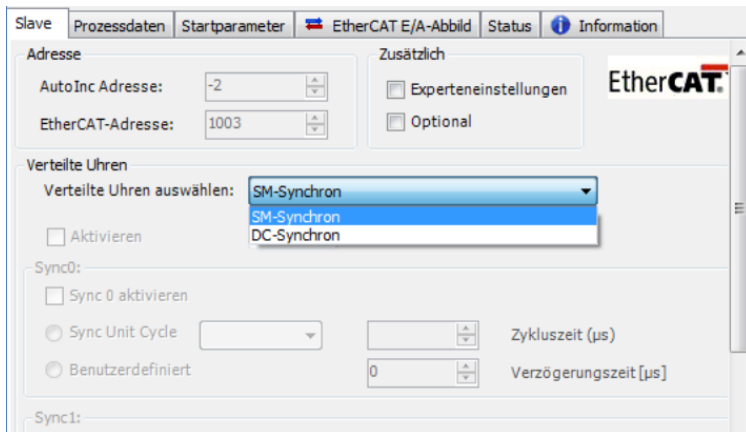 Slave Prozessdaten Startparameter EtherCAT E/A-Abbild Status Information
Adresse
AutoInc Adresse: -2
EtherCAT-Adresse: 1003
Zusätzlich
Experteneinstellungen
Optional
EtherCAT.
Verteilte Uhren
Verteilte Uhren auswählen: SM-Synchron
SM-Synchron
DC-Synchron
Aktivieren
Sync0:
Sync 0 aktivieren
Sync Unit Cycle Zykluszeit (µs)
Benutzerdefiniert 0 Verzögerungszeit [µs]
Sync1: